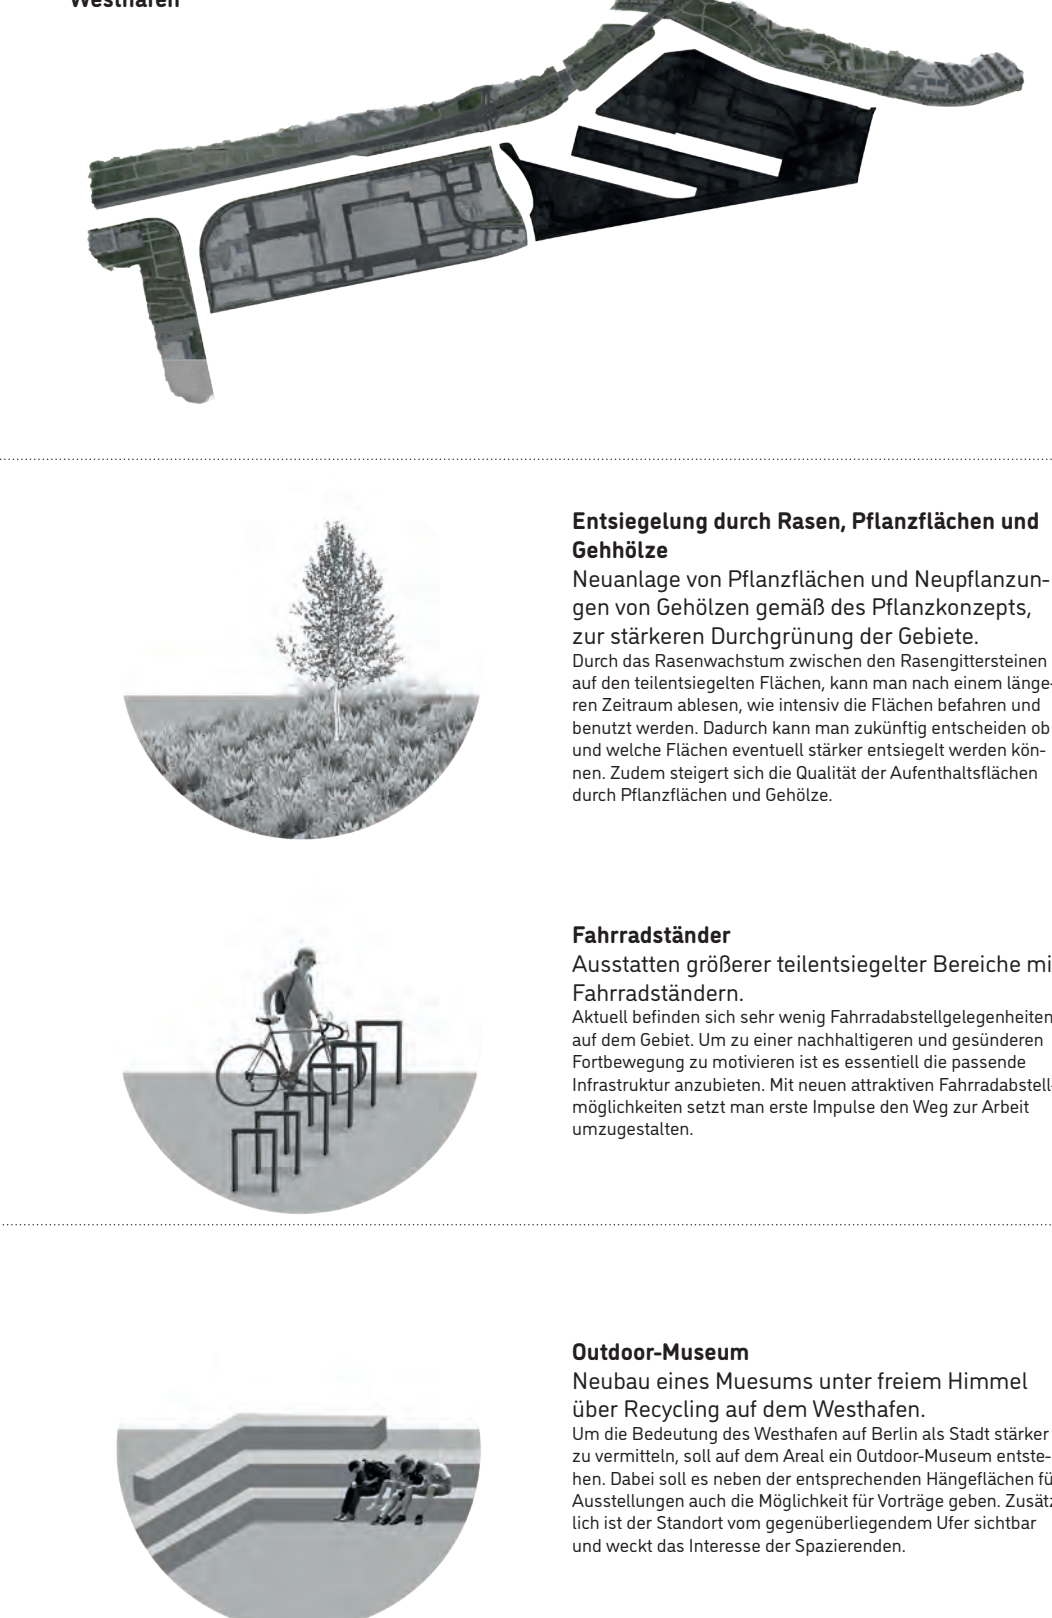 Westhafen
Entsiegelung durch Rasen, Pflanzflächen und
Gehhölze
Neuanlage von Pflanzflächen und Neupflanzun-
gen von Gehölzen gemäß des Pflanzkonzepts,
zur stärkeren Durchgrünung der Gebiete.
Durch das Rasenwachstum zwischen den Rasengittersteinen
auf den teilentsiegelten Flächen, kann man nach einem länge-
ren Zeitraum ablesen, wie intensiv die Flächen befahren und
benutzt werden. Dadurch kann man zukünftig entscheiden ob
und welche Flächen eventuell stärker entsiegelt werden kön-
nen. Zudem steigert sich die Qualität der Aufenthaltsflächen
durch Pflanzflächen und Gehölze.
Fahrradständer
Ausstatten größerer teilentsiegelter Bereiche mi
Fahrradständern.
Aktuell befinden sich sehr wenig Fahrradabstellgelegenheiten
auf dem Gebiet. Um zu einer nachhaltigeren und gesünderen
Fortbewegung zu motivieren ist es essentiell die passende
Infrastruktur anzubieten. Mit neuen attraktiven Fahrradabstell-
möglichkeiten setzt man erste Impulse den Weg zur Arbeit
umzugestalten.
Outdoor-Museum
Neubau eines Muesums unter freiem Himmel
über Recycling auf dem Westhafen.
Um die Bedeutung des Westhafen auf Berlin als Stadt stärker
zu vermitteln, soll auf dem Areal ein Outdoor-Museum entste-
hen. Dabei soll es neben der entsprechenden Hängeflächen fü
Ausstellungen auch die Möglichkeit für Vorträge geben. Zusätz
lich ist der Standort vom gegenüberliegendem Ufer sichtbar
und weckt das Interesse der Spazierenden.